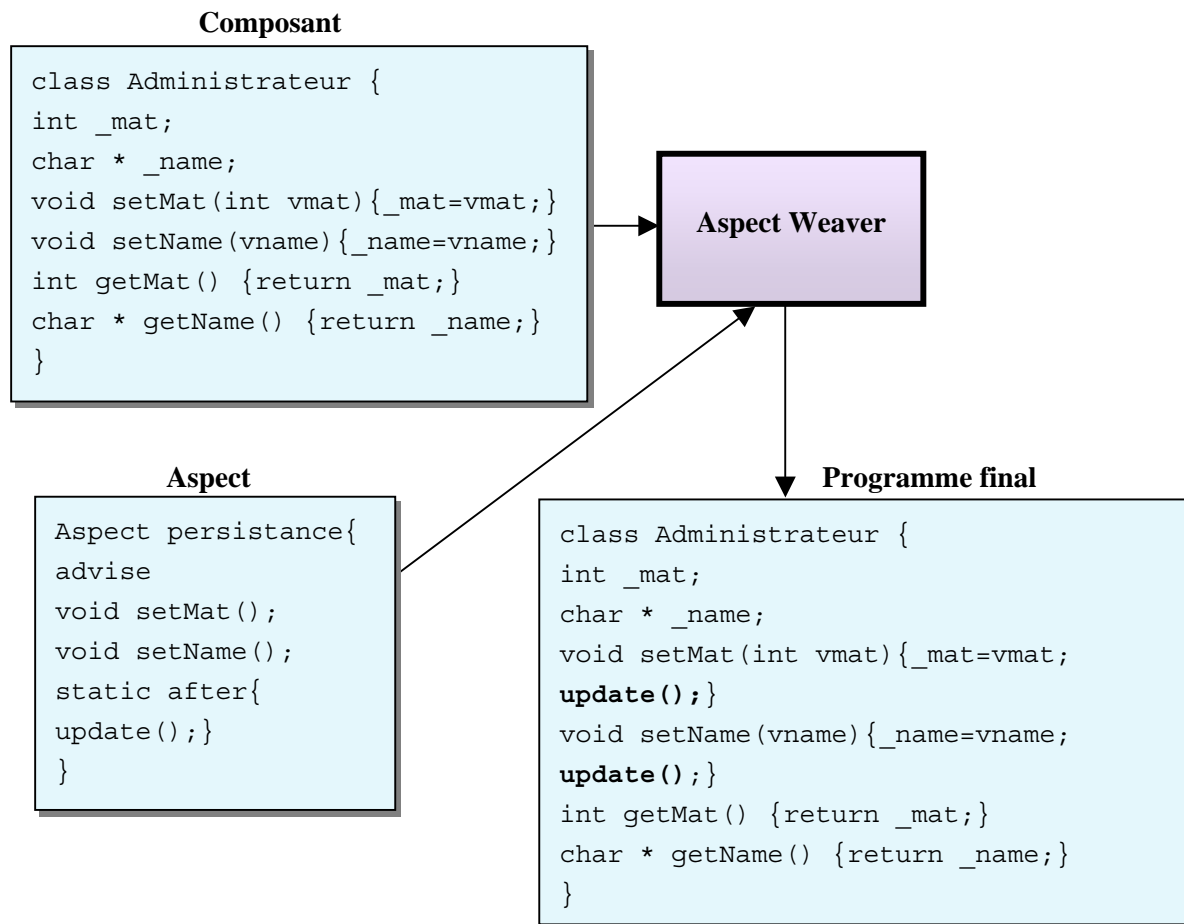 Composant
class Administrateur {
int _mat;
char * _name;
void setMat(int vmat){_mat=vmat;}
void setName(vname){_name=vname;}
int getMat() {return _mat;}
char * getName() {return _name;}
}
Aspect Weaver
Aspect
Aspect persistance{
advise
void setMat();
void setName();
static after{
update();}
}
Programme final
class Administrateur {
int _mat;
char * _name;
void setMat(int vmat){_mat=vmat;
update();}
void setName(vname){_name=vname;
update();}
int getMat() {return _mat;}
char * getName() {return _name;}
}